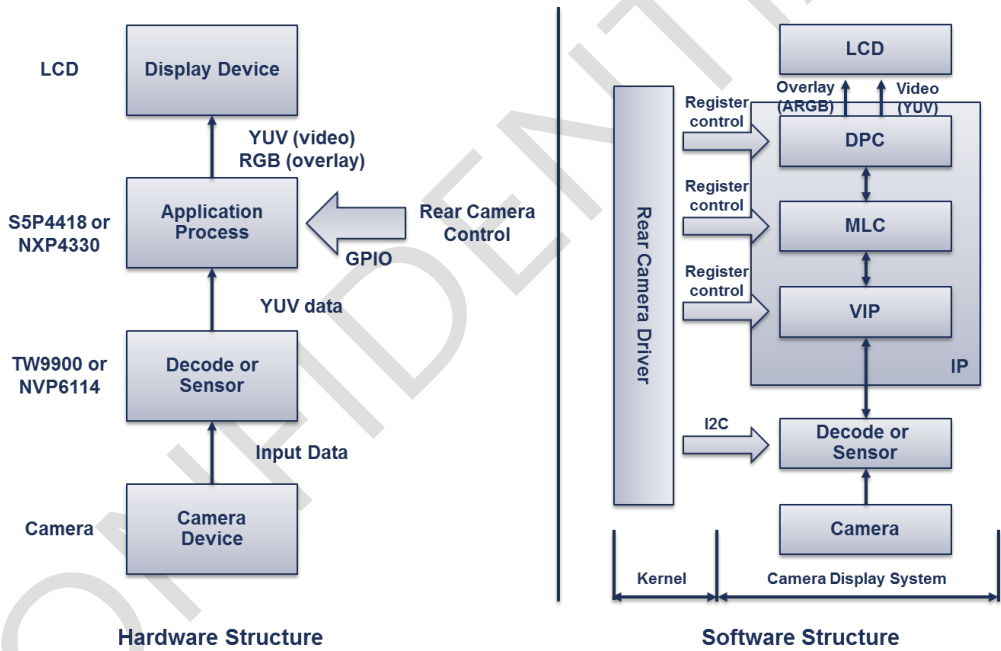 LCD
Display Device
YUV (video)
RGB (overlay)
S5P4418 or
NXP4330
Application
Process
Rear Camera
Control
GPIO
YUV data
TW9900 or
NVP6114
Decode or
Sensor
Input Data
Camera
Camera
Device
Hardware Structure
LCD
Overlay
(ARGB)
Video
(YUV)
Rear Camera Driver
Register
control
DPC
Register
control
MLC
Register
control
VIP
IP
I2C
Decode or
Sensor
Camera
Kernel
Camera Display System
Software Structure
ONFIDENTI